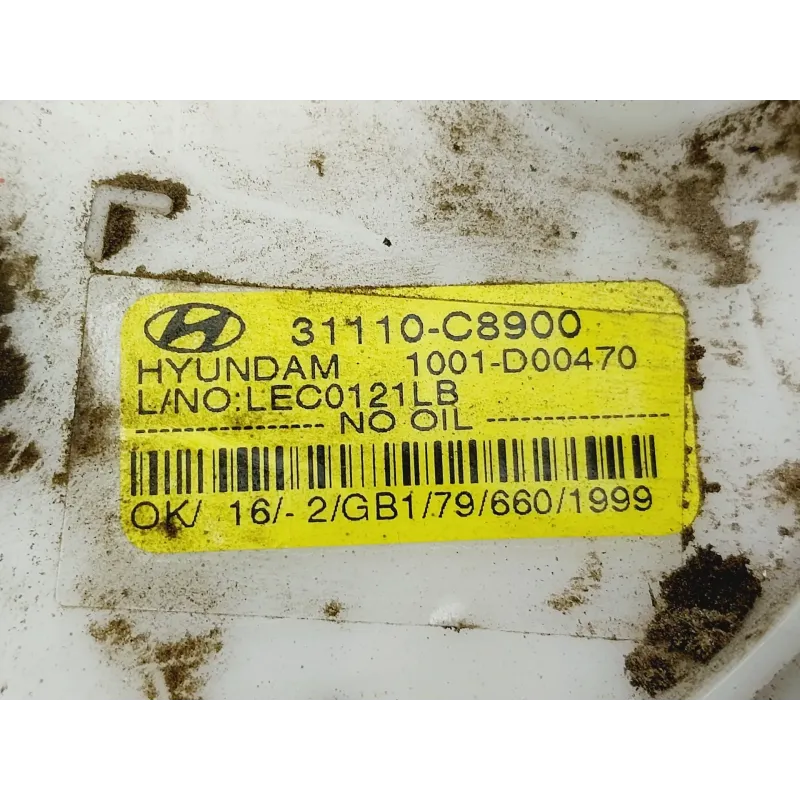 31110-C8900
HYUNDAM 1001-D00470
L/NO:LEC0121LB
NO OIL
OK/ 16/- 2/GB1/79/660/1999